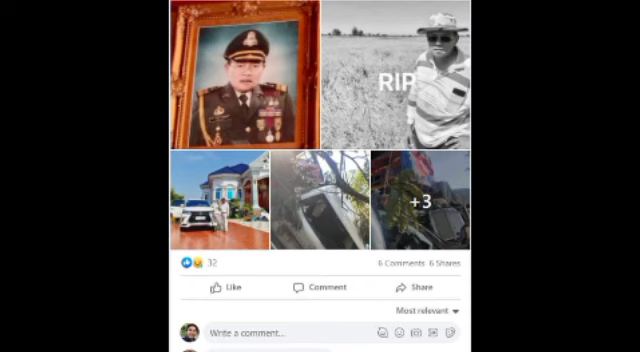 RIP
+3
32
6 Comments 6 Shares
Like
Comment
Share
Most relevant
Write a comment...